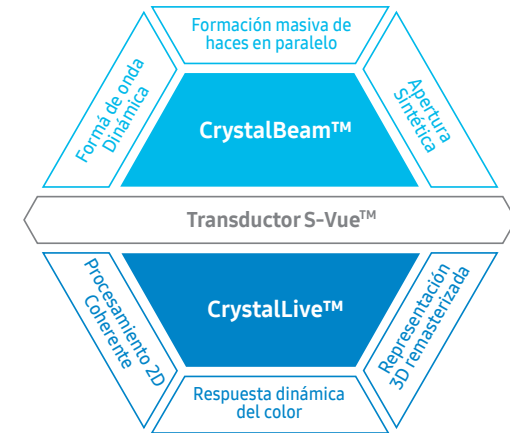 Formación masiva de
haces en paralelo
Formá de onda
Dinámica
Apertura
Sintética
CrystalBeam™
Transductor S-Vue™
CrystalLive™
Procesamiento 2D
Coherente
Representación
3D remasterizada
Respuesta dinámica
del color